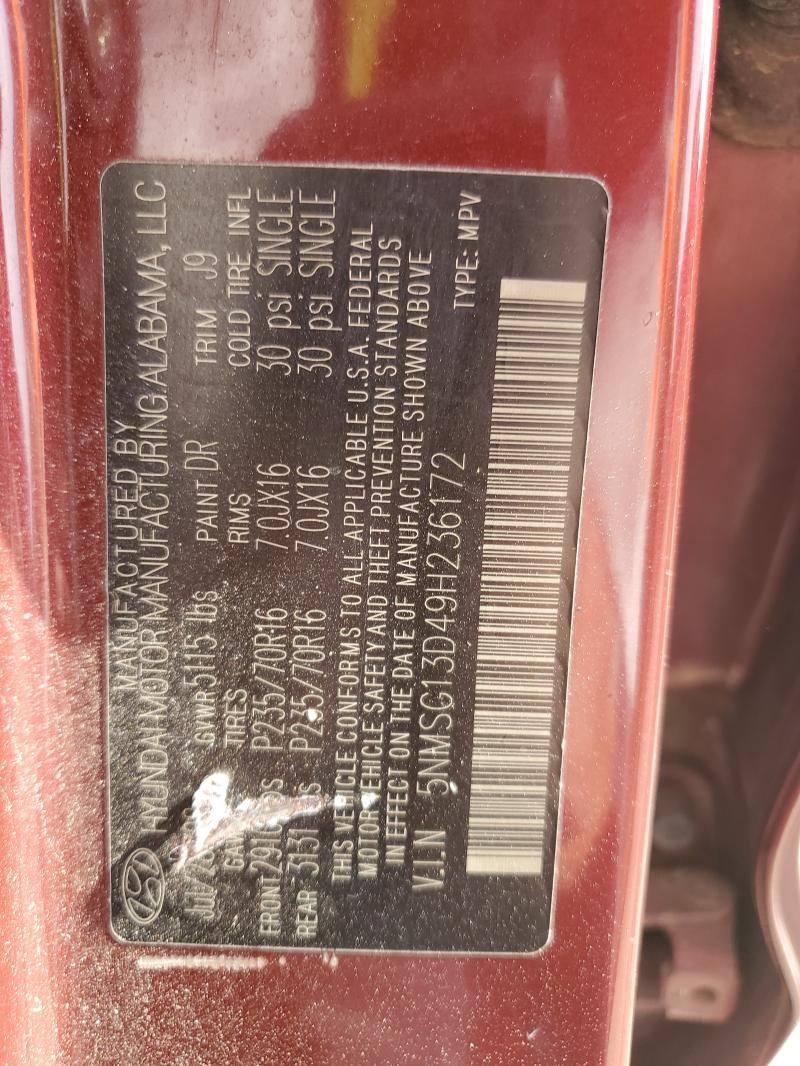 MANUFACTURED BY
HYUNDAI MOTOR MANUFACTURING ALABAMA, LLC
GVWR 5115 lbs PAINT DR TRIM J9
TIRES RIMS COLD TIRE INFL
FRONT P235/70R16 7.0JX16 30 psi SINGLE
REAR 3131 P235/70R16 7.0JX16 30 psi SINGLE
THIS VEHICLE CONFORMS TO ALL APPLICABLE U.S.A. FEDERAL
MOTOR VEHICLE SAFETY AND THEFT PREVENTION STANDARDS
IN EFFECT ON THE DATE OF MANUFACTURE SHOWN ABOVE
V.I.N 5NMSG13D49H236172
TYPE: MPV